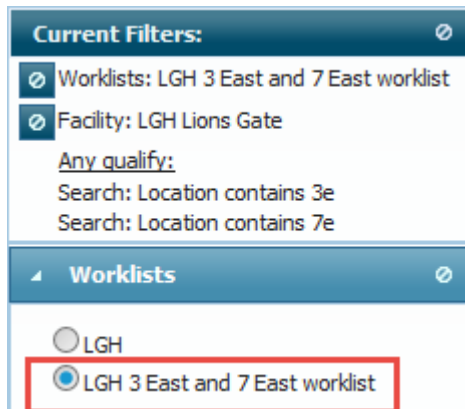 Current Filters:
Worklists: LGH 3 East and 7 East worklist
Facility: LGH Lions Gate
Any qualify:
Search: Location contains 3e
Search: Location contains 7e
Worklists
LGH
LGH 3 East and 7 East worklist